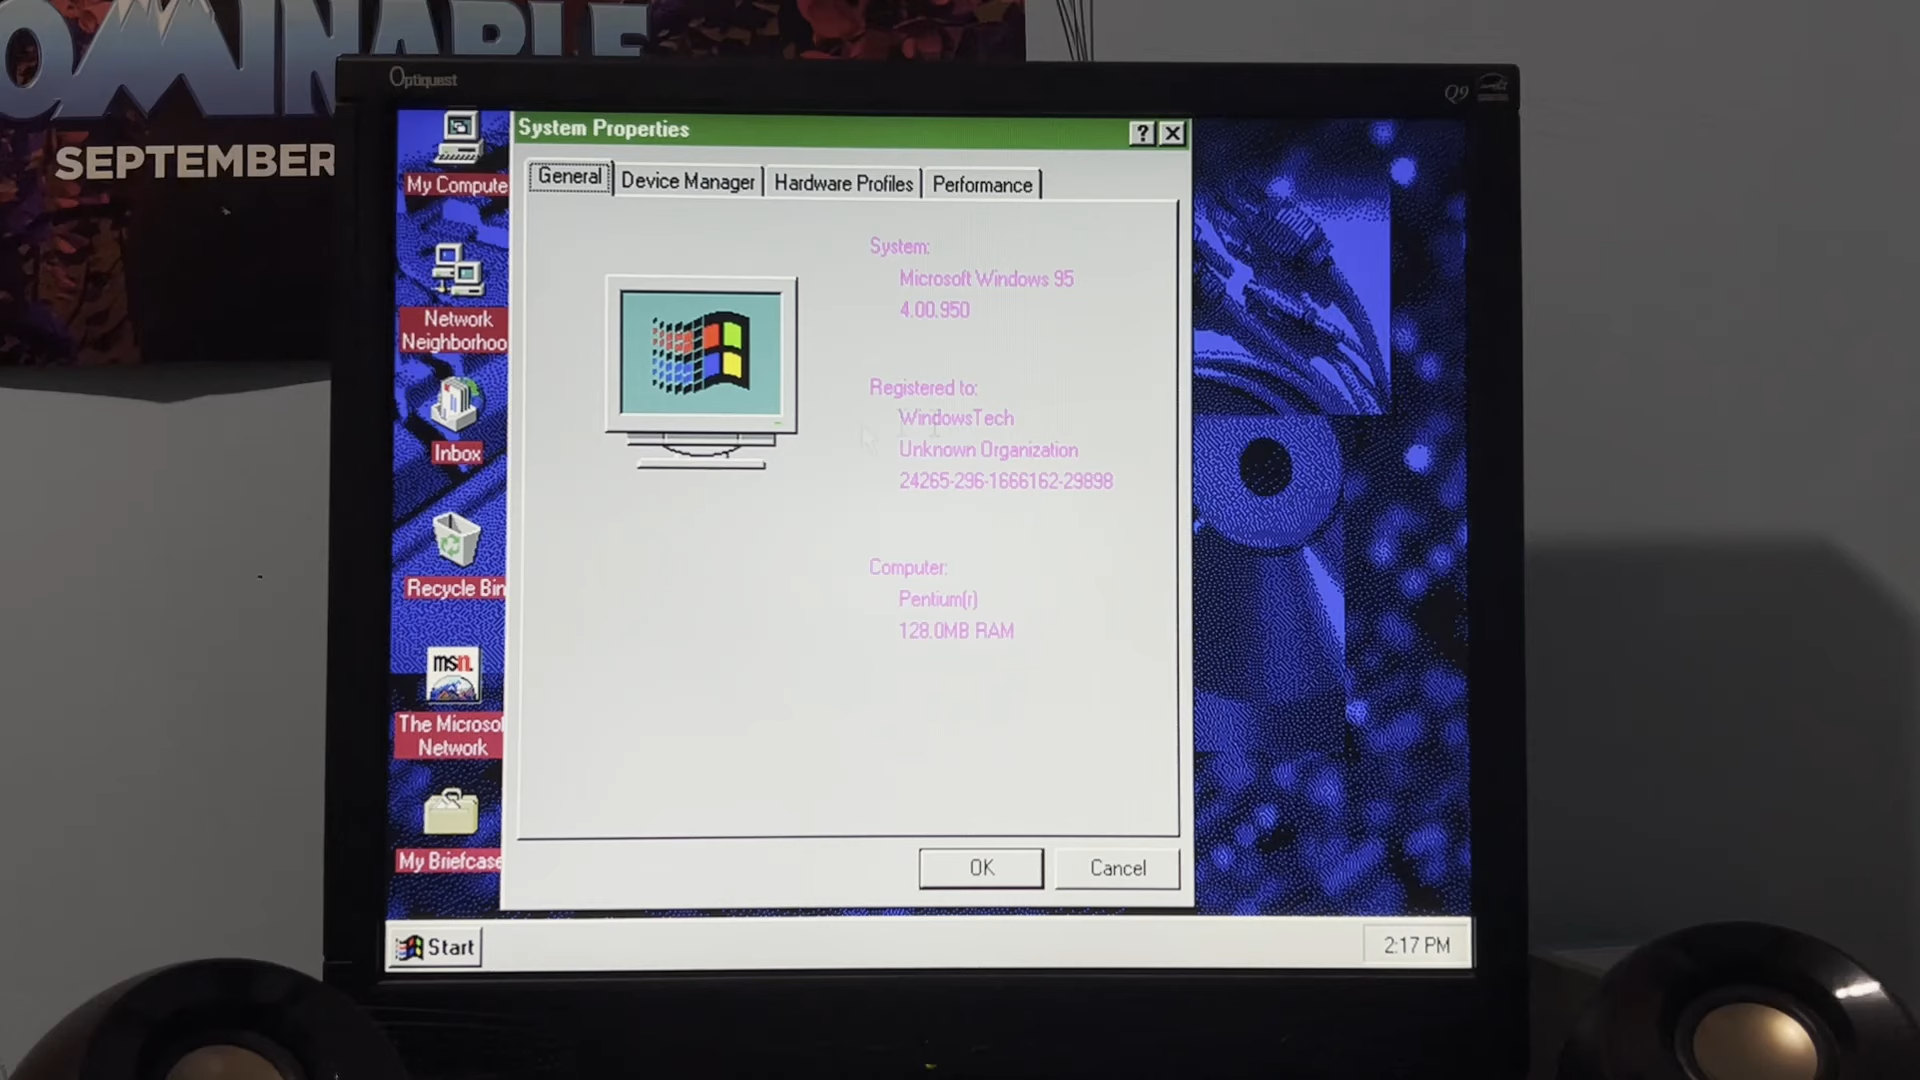 OMINABLE
SEPTEMBER
Optiquest
Q9
System Properties
General
Device Manager
Hardware Profiles
Performance
System:
Microsoft Windows 95
4.00.950
Registered to:
WindowsTech
Unknown Organization
24265-296-1666162-29898
Computer:
Pentium(r)
128.0MB RAM
OK
Cancel
My Compute
Network
Neighborhoo
Inbox
Recycle Bin
msn.
The Microsof
Network
My Briefcase
Start
2:17 PM